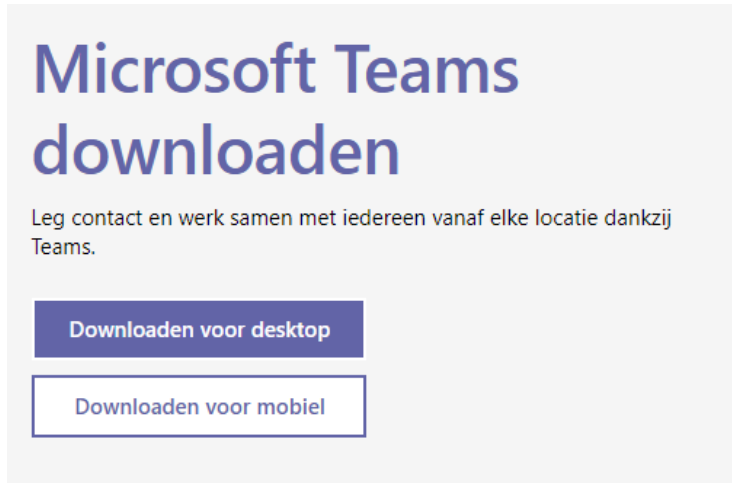 Microsoft Teams
downloaden
Leg contact en werk samen met iedereen vanaf elke locatie dankzij
Teams.
Downloaden voor desktop
Downloaden voor mobiel